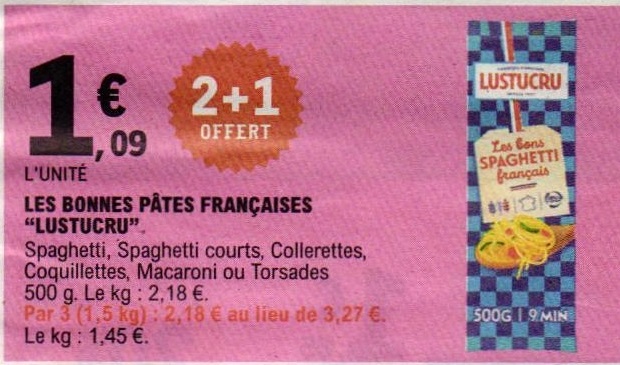 1€,09
L'UNITÉ
2+1
OFFERT
LES BONNES PÂTES FRANÇAISES
"LUSTUCRU"
Spaghetti, Spaghetti courts, Collerettes,
Coquillettes, Macaroni ou Torsades
500 g. Le kg : 2,18 €.
Par 3 (1,5 kg) : 2,18 € au lieu de 3,27 €.
Le kg : 1,45 €.
LUSTUCRU
Les bons
SPAGHETTI
français
500G | 9 MIN